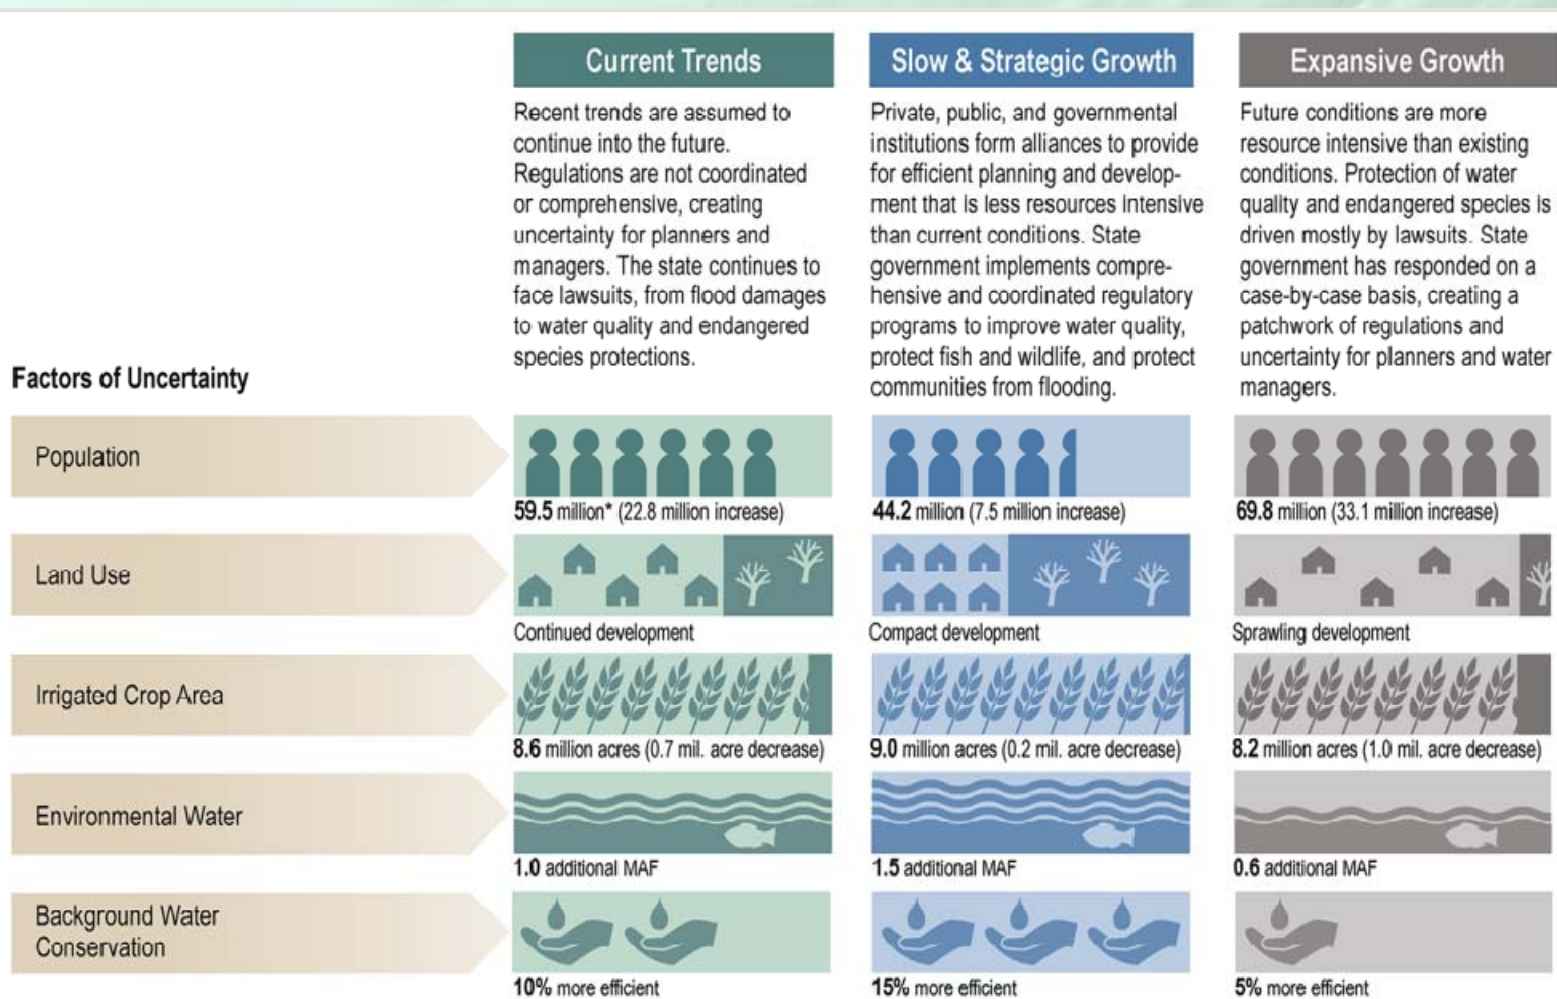 Current Trends
Recent trends are assumed to
continue into the future.
Regulations are not coordinated
or comprehensive, creating
uncertainty for planners and
managers. The state continues to
face lawsuits, from flood damages
to water quality and endangered
species protections.
Slow & Strategic Growth
Private, public, and governmental
institutions form alliances to provide
for efficient planning and develop-
ment that is less resources intensive
than current conditions. State
government implements compre-
hensive and coordinated regulatory
programs to improve water quality,
protect fish and wildlife, and protect
communities from flooding.
Expansive Growth
Future conditions are more
resource intensive than existing
conditions. Protection of water
quality and endangered species is
driven mostly by lawsuits. State
government has responded on a
case-by-case basis, creating a
patchwork of regulations and
uncertainty for planners and water
managers.
Factors of Uncertainty
Population
59.5 million* (22.8 million increase)
44.2 million (7.5 million increase)
69.8 million (33.1 million increase)
Land Use
Continued development
Compact development
Sprawling development
Irrigated Crop Area
8.6 million acres (0.7 mil. acre decrease)
9.0 million acres (0.2 mil. acre decrease)
8.2 million acres (1.0 mil. acre decrease)
Environmental Water
1.0 additional MAF
1.5 additional MAF
0.6 additional MAF
Background Water
Conservation
10% more efficient
15% more efficient
5% more efficient